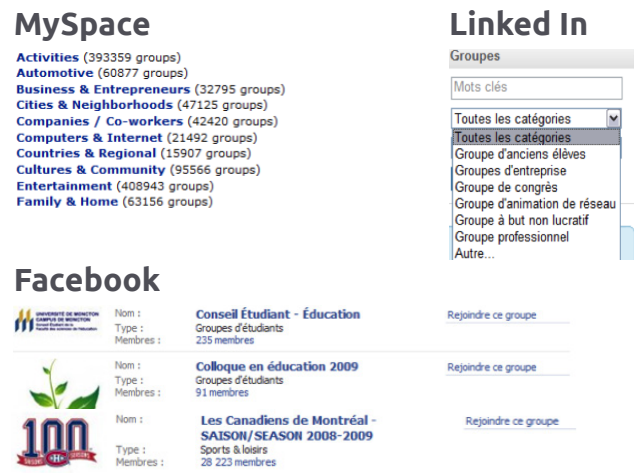 MySpace
Activities (393359 groups)
Automotive (60877 groups)
Business & Entrepreneurs (32795 groups)
Cities & Neighborhoods (47125 groups)
Companies / Co-workers (42420 groups)
Computers & Internet (21492 groups)
Countries & Regional (15907 groups)
Cultures & Community (95566 groups)
Entertainment (408943 groups)
Family & Home (63156 groups)
Linked In
Groupes
Mots clés
Toutes les catégories
Toutes les catégories
Groupe d'anciens élèves
Groupes d'entreprise
Groupe de congrès
Groupe d'animation de réseau
Groupe à but non lucratif
Groupe professionnel
Autre...
Facebook
UNIVERSITÉ DE MONCTON
CAMPUS DE MONCTON
Nom : Conseil Étudiant - Éducation Rejoindre ce groupe
Type : Groupes d'étudiants
Membres : 235 membres
Nom : Colloque en éducation 2009 Rejoindre ce groupe
Type : Groupes d'étudiants
Membres : 91 membres
100
Nom : Les Canadiens de Montréal - Rejoindre ce groupe
SAISON/SEASON 2008-2009
Type : Sports & loisirs
Membres : 28 223 membres